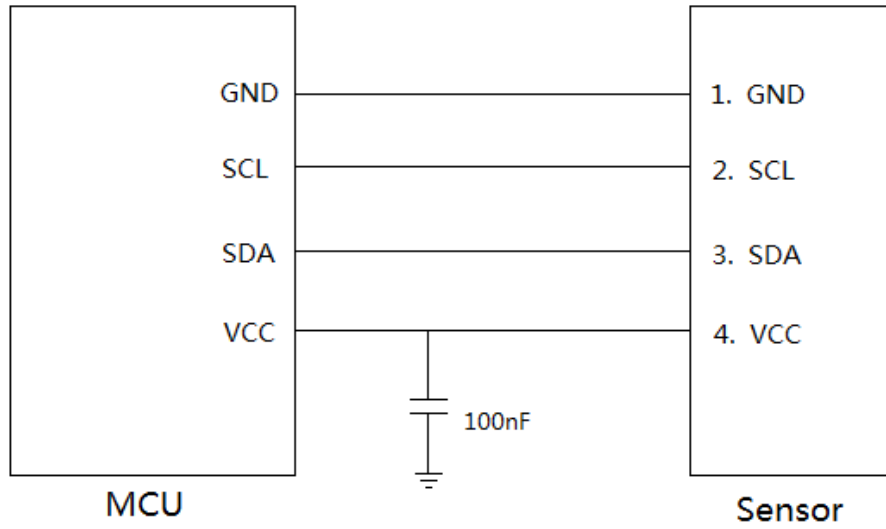 GND 1. GND
SCL 2. SCL
SDA 3. SDA
VCC 4. VCC
100nF
MCU Sensor